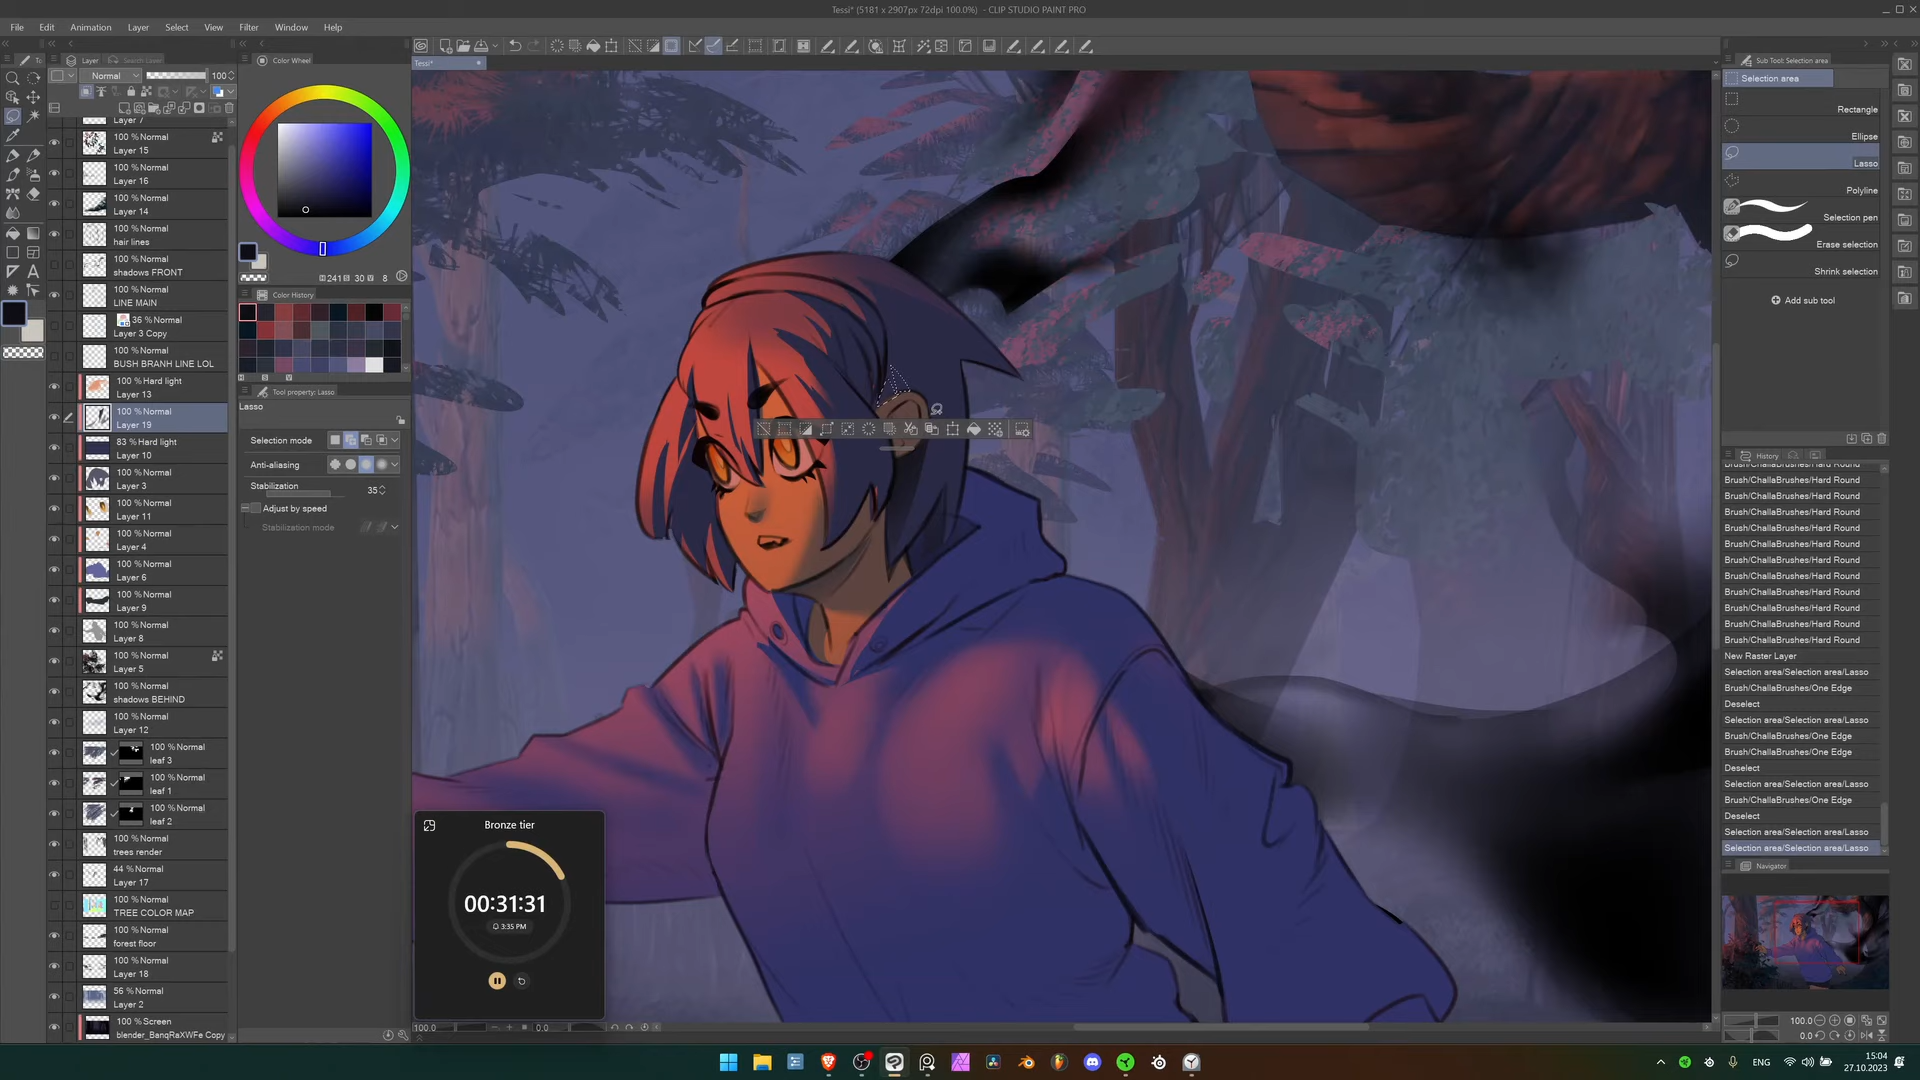 Tessi* (5181 x 2907px 72dpi 100.0%) - CLIP STUDIO PAINT PRO
File Edit Animation Layer Select View Filter Window Help
Layer Search Layer
Normal 100
Layer 7
100 % Normal
Layer 15
100 % Normal
Layer 16
100 % Normal
Layer 14
100 % Normal
hair lines
100 % Normal
shadows FRONT
100 % Normal
LINE MAIN
36 % Normal
Layer 3 Copy
100 % Normal
BUSH BRANH LINE LOL
100 % Hard light
Layer 13
100 % Normal
Layer 19
83 % Hard light
Layer 10
100 % Normal
Layer 3
100 % Normal
Layer 11
100 % Normal
Layer 4
100 % Normal
Layer 6
100 % Normal
Layer 9
100 % Normal
Layer 8
100 % Normal
Layer 5
100 % Normal
shadows BEHIND
100 % Normal
Layer 12
100 % Normal
leaf 3
100 % Normal
leaf 1
100 % Normal
leaf 2
100 % Normal
trees render
44 % Normal
Layer 17
100 % Normal
TREE COLOR MAP
100 % Normal
forest floor
100 % Normal
Layer 18
56 % Normal
Layer 2
100 % Screen
blender_BanqRaXWFe Copy
Color Wheel
H 241 S 30 V 8
Color History
H S V
Tool property: Lasso
Lasso
Selection mode
Anti-aliasing
Stabilization 35
Adjust by speed
Stabilization mode
Tessi*
Bronze tier
00:31:31
3:35 PM
100.0 0.0
Sub Tool: Selection area
Selection area
Rectangle
Ellipse
Lasso
Polyline
Selection pen
Erase selection
Shrink selection
Add sub tool
History
Brush/ChallaBrushes/Hard Round
Brush/ChallaBrushes/Hard Round
Brush/ChallaBrushes/Hard Round
Brush/ChallaBrushes/Hard Round
Brush/ChallaBrushes/Hard Round
Brush/ChallaBrushes/Hard Round
Brush/ChallaBrushes/Hard Round
Brush/ChallaBrushes/Hard Round
Brush/ChallaBrushes/Hard Round
Brush/ChallaBrushes/Hard Round
Brush/ChallaBrushes/Hard Round
Brush/ChallaBrushes/Hard Round
New Raster Layer
Selection area/Selection area/Lasso
Brush/ChallaBrushes/One Edge
Deselect
Selection area/Selection area/Lasso
Brush/ChallaBrushes/One Edge
Brush/ChallaBrushes/One Edge
Deselect
Selection area/Selection area/Lasso
Brush/ChallaBrushes/One Edge
Deselect
Selection area/Selection area/Lasso
Selection area/Selection area/Lasso
Navigator
100.0
0.0
ENG
15:04
27.10.2023